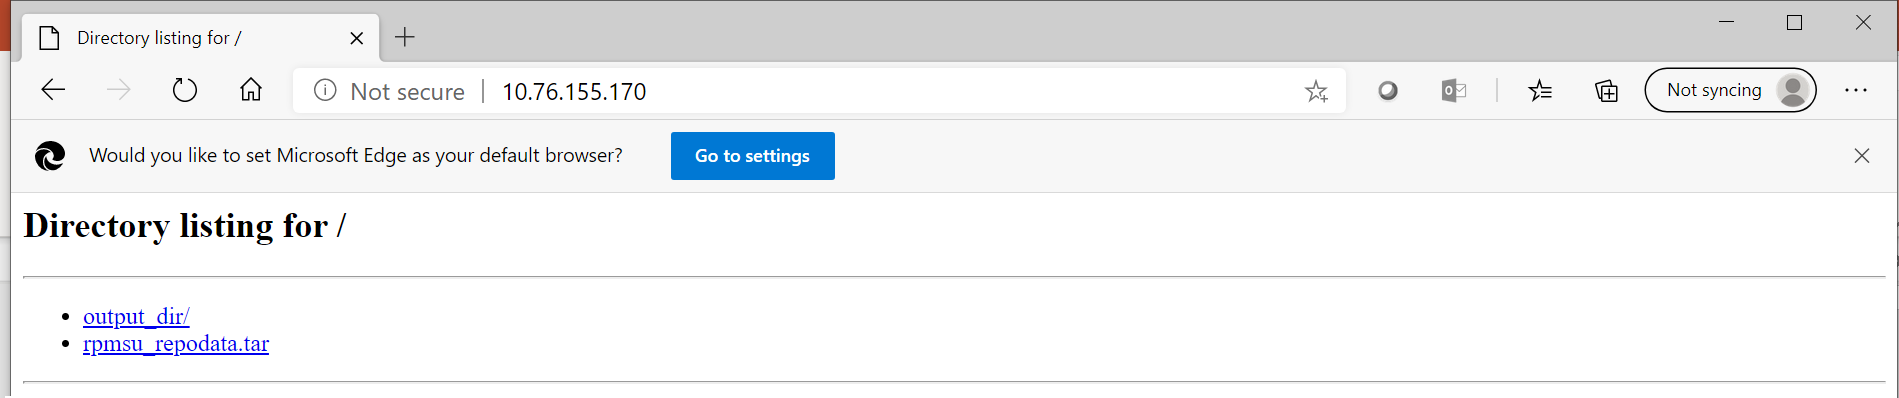 Directory listing for /
Not secure | 10.76.155.170
Not syncing
Would you like to set Microsoft Edge as your default browser?
Go to settings
Directory listing for /
output_dir/
rpmsu_repodata.tar